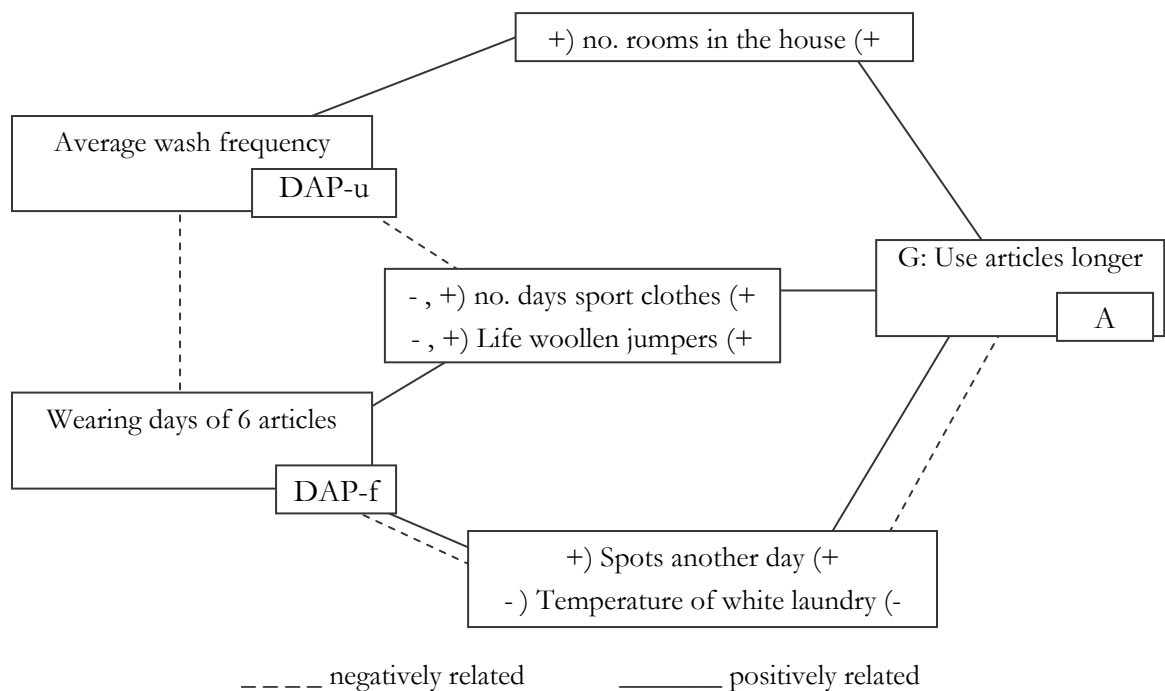 +) no. rooms in the house (+
Average wash frequency
DAP-u
G: Use articles longer
A
- , +) no. days sport clothes (+
- , +) Life woollen jumpers (+
Wearing days of 6 articles
DAP-f
+) Spots another day (+
- ) Temperature of white laundry (-
_ _ _ _ negatively related ______ positively related